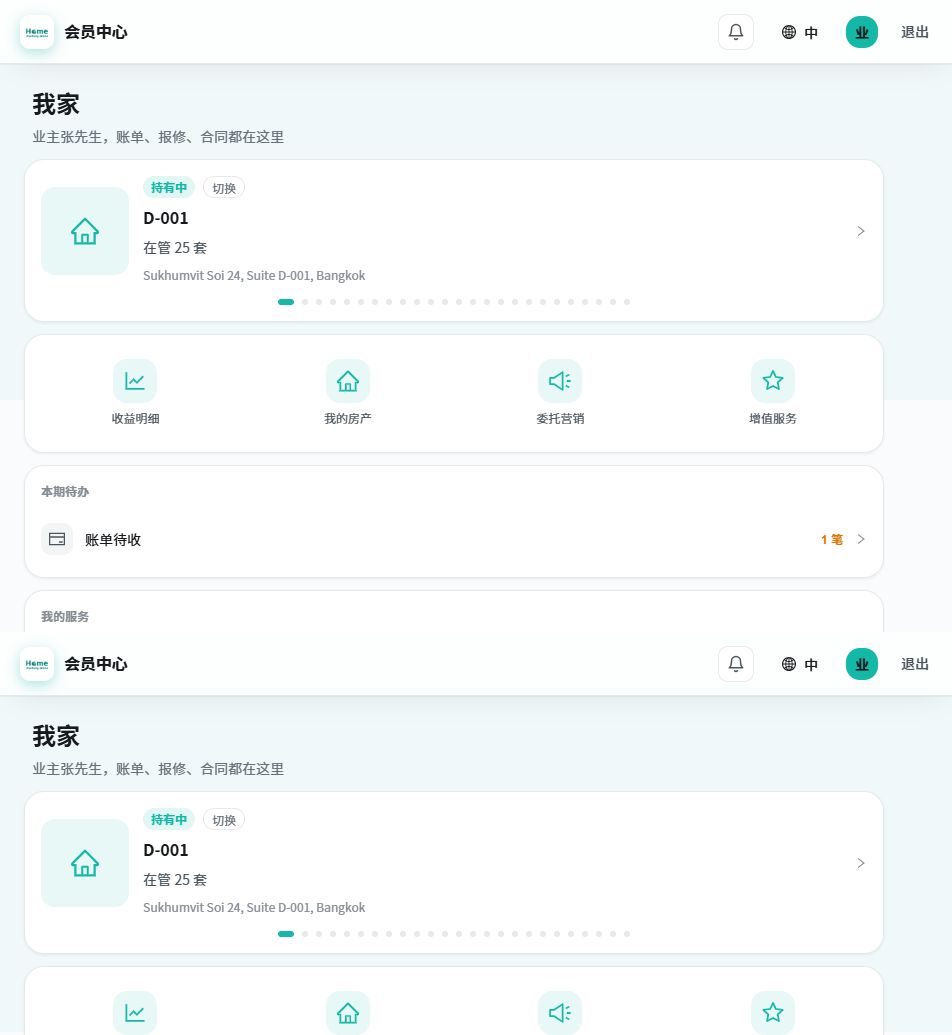 Home
会员中心
中
业
退出
我家
业主张先生，账单、报修、合同都在这里
持有中
切换
D-001
在管 25 套
Sukhumvit Soi 24, Suite D-001, Bangkok
收益明细
我的房产
委托营销
增值服务
本期待办
账单待收
1 笔
我的服务
Home
会员中心
中
业
退出
我家
业主张先生，账单、报修、合同都在这里
持有中
切换
D-001
在管 25 套
Sukhumvit Soi 24, Suite D-001, Bangkok